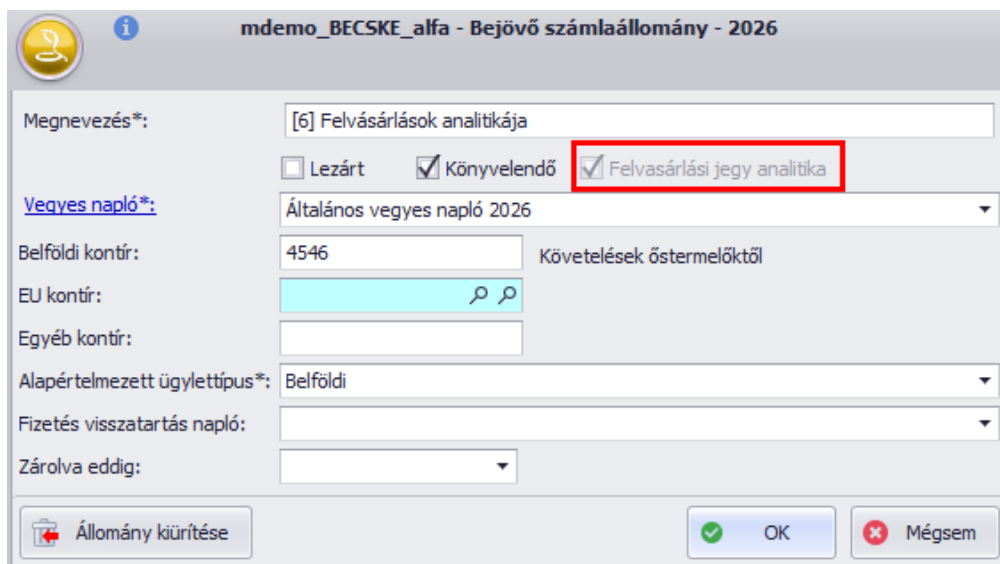 mdemo_BECSKE_alfa - Bejövő számlaállomány - 2026
Megnevezés*: [6] Felvásárlások analitikája
Lezárt Könyvelendő Felvasárlási jegy analitika
Vegyes napló*: Általános vegyes napló 2026
Belföldi kontír: 4546 Követelések őstermelőktől
EU kontír:
Egyéb kontír:
Alapértelmezett ügylettípus*: Belföldi
Fizetés visszatartás napló:
Zárolva eddig:
Állomány kiürítése OK Mégsem